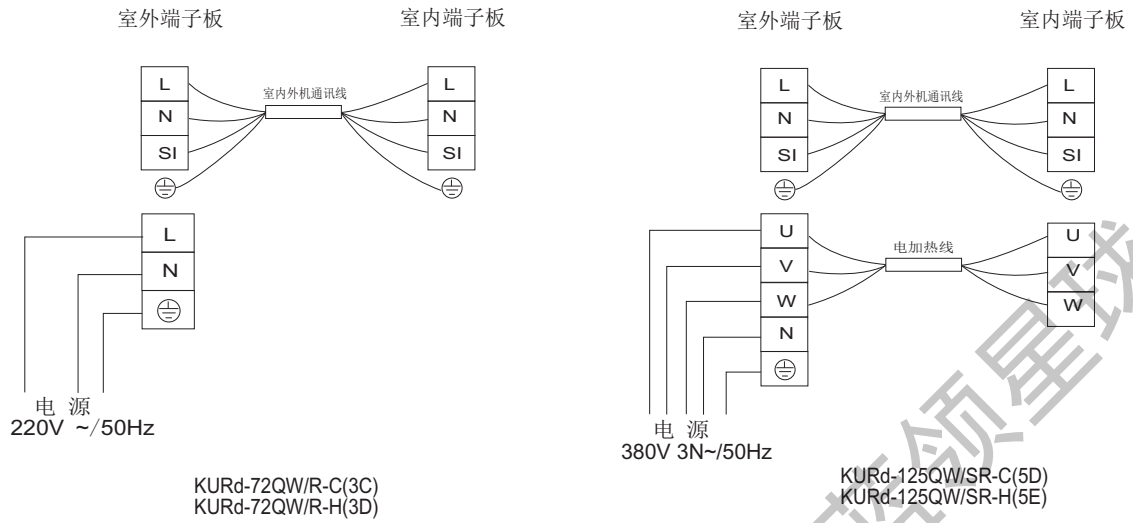 室外端子板
室内端子板
L
N
SI
室内外机通讯线
L
N
SI
L
N
电 源
220V ~/50Hz
KURd-72QW/R-C(3C)
KURd-72QW/R-H(3D)
室外端子板
室内端子板
L
N
SI
室内外机通讯线
L
N
SI
U
V
W
N
电加热线
U
V
W
电 源
380V 3N~/50Hz
KURd-125QW/SR-C(5D)
KURd-125QW/SR-H(5E)
领星球